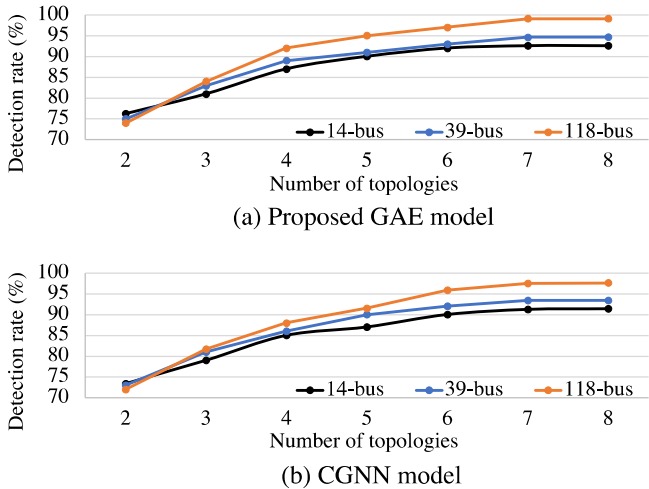 Detection rate (%)
100
95
90
85
80
75
70
14-bus 39-bus 118-bus
2 3 4 5 6 7 8
Number of topologies
(a) Proposed GAE model
Detection rate (%)
100
95
90
85
80
75
70
14-bus 39-bus 118-bus
2 3 4 5 6 7 8
Number of topologies
(b) CGNN model